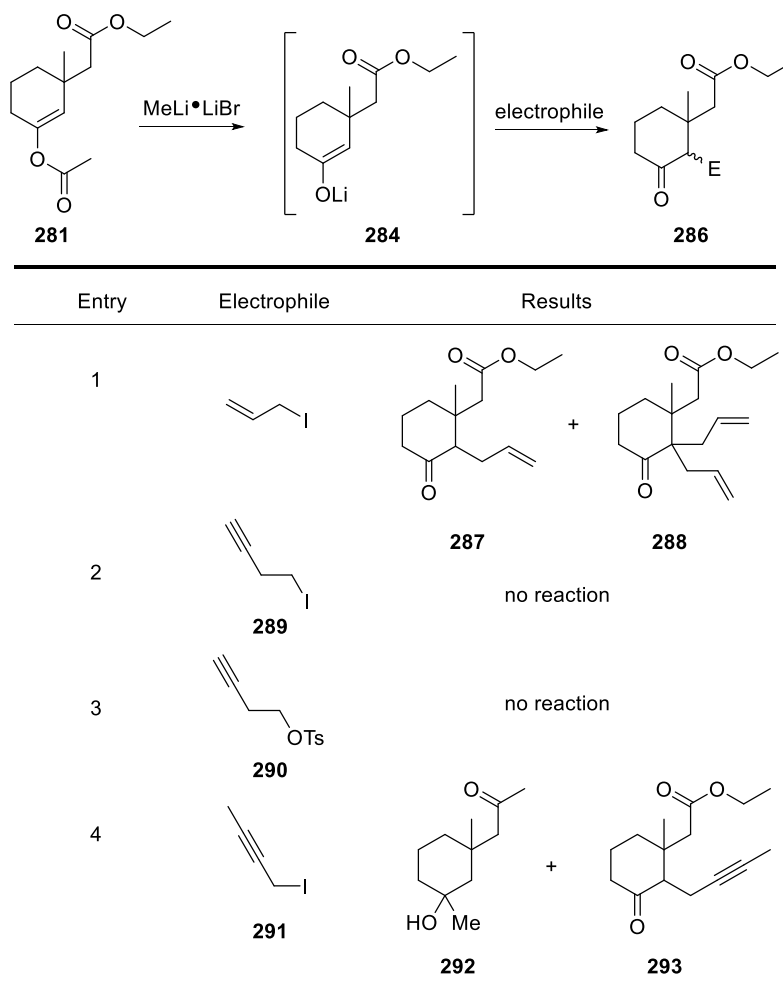 O O
O O
MeLi•LiBr
electrophile
O O
O
O
OLi
E
O
281 284 286
Entry Electrophile Results
1
I
O O
+
O O
O
O
287 288
2
I
no reaction
289
3
OTs
no reaction
290
4
I
O
+
O O
HO Me
O
291
292 293